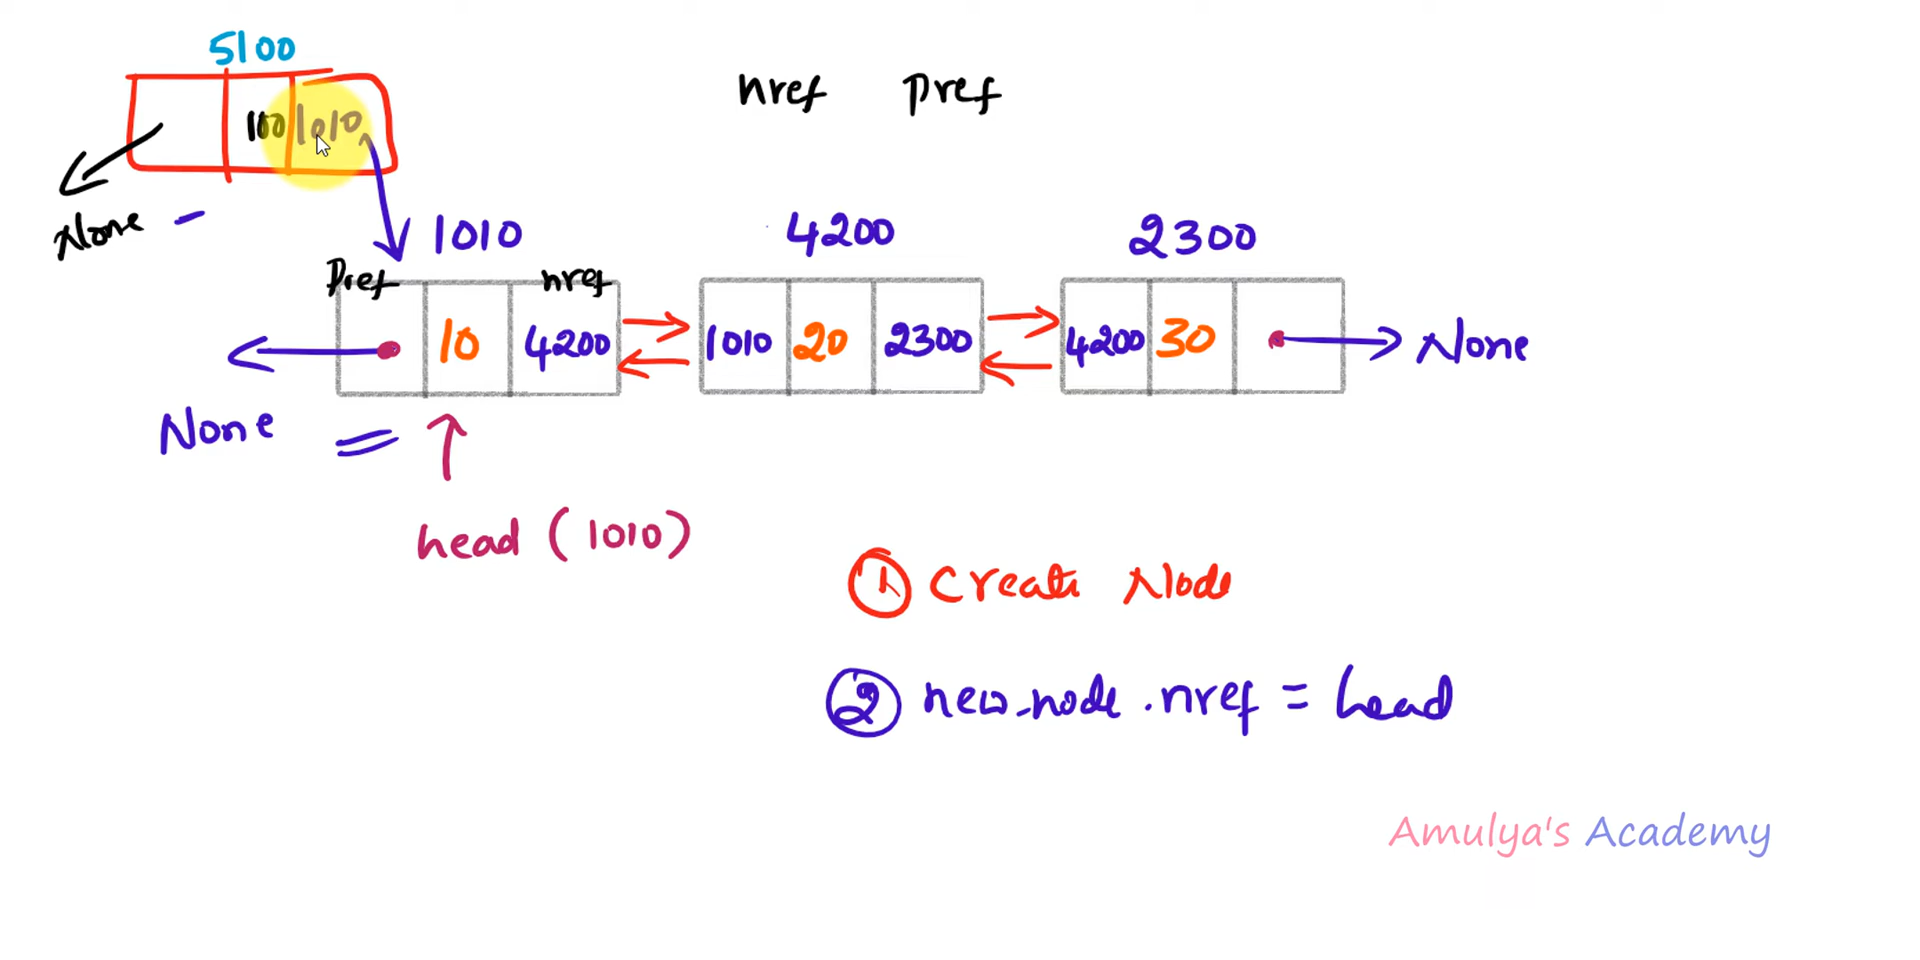 5100
nref pref
100 1010
None
1010 4200 2300
Pref nref
10 4200 1010 20 2300 4200 30 None
None
head (1010)
① Create Node
② new_node.nref = head
Amulya's Academy